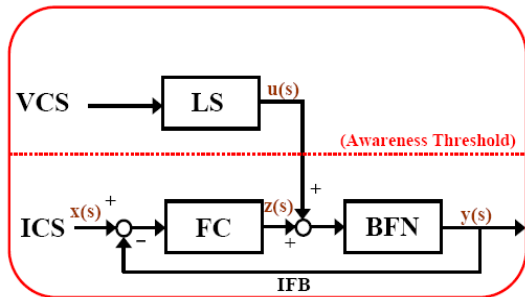 VCS
LS
u(s)
(Awareness Threshold)
ICS
x(s)
+
−
FC
z(s)
+
+
BFN
y(s)
IFB